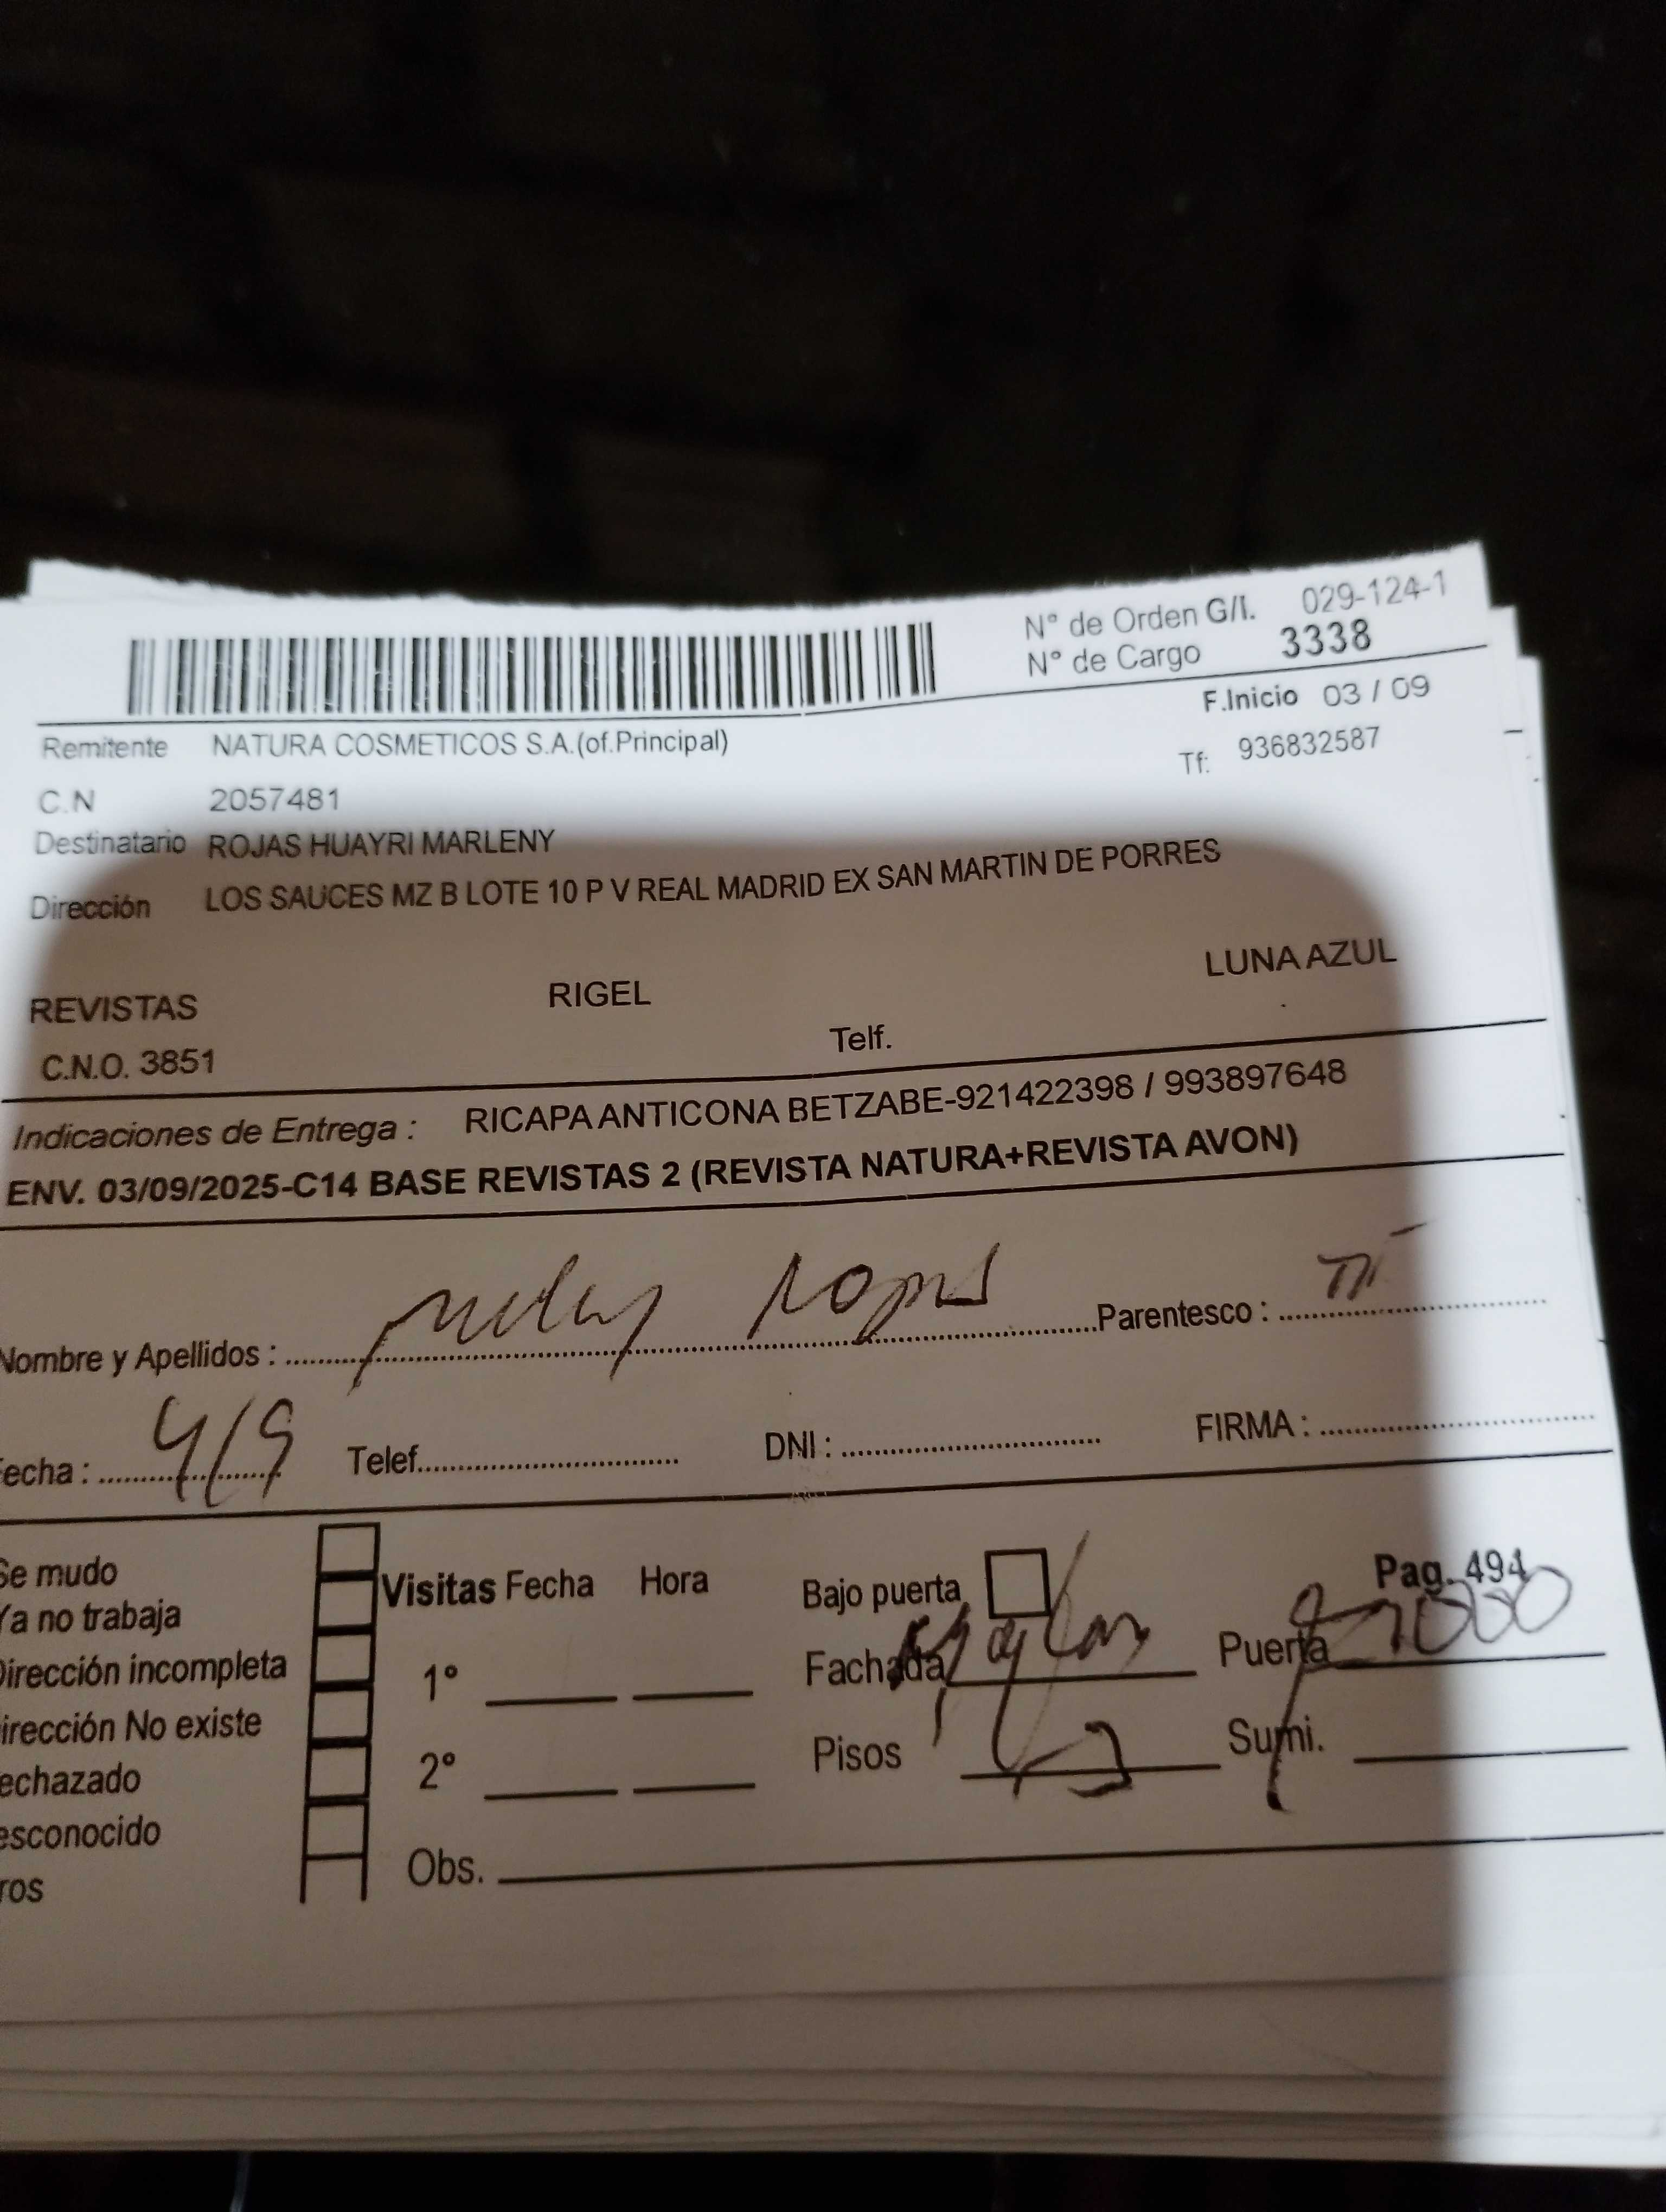 N° de Orden G/I. 029-124-1
N° de Cargo 3338
F.Inicio 03 / 09
Remitente NATURA COSMETICOS S.A.(of.Principal)
Tf: 936832587
C.N 2057481
Destinatario ROJAS HUAYRI MARLENY
Dirección LOS SAUCES MZ B LOTE 10 P V REAL MADRID EX SAN MARTIN DE PORRES
REVISTAS RIGEL LUNA AZUL
C.N.O. 3851 Telf.
Indicaciones de Entrega : RICAPA ANTICONA BETZABE-921422398 / 993897648
ENV. 03/09/2025-C14 BASE REVISTAS 2 (REVISTA NATURA+REVISTA AVON)
Nombre y Apellidos : Parentesco :
echa : 4/9 Telef. DNI : FIRMA :
Se mudo
Ya no trabaja
Dirección incompleta
irección No existe
echazado
esconocido
ros
Visitas Fecha Hora
1°
2°
Obs.
Bajo puerta Pag. 494
Fachada Puerta
Pisos Sumi.